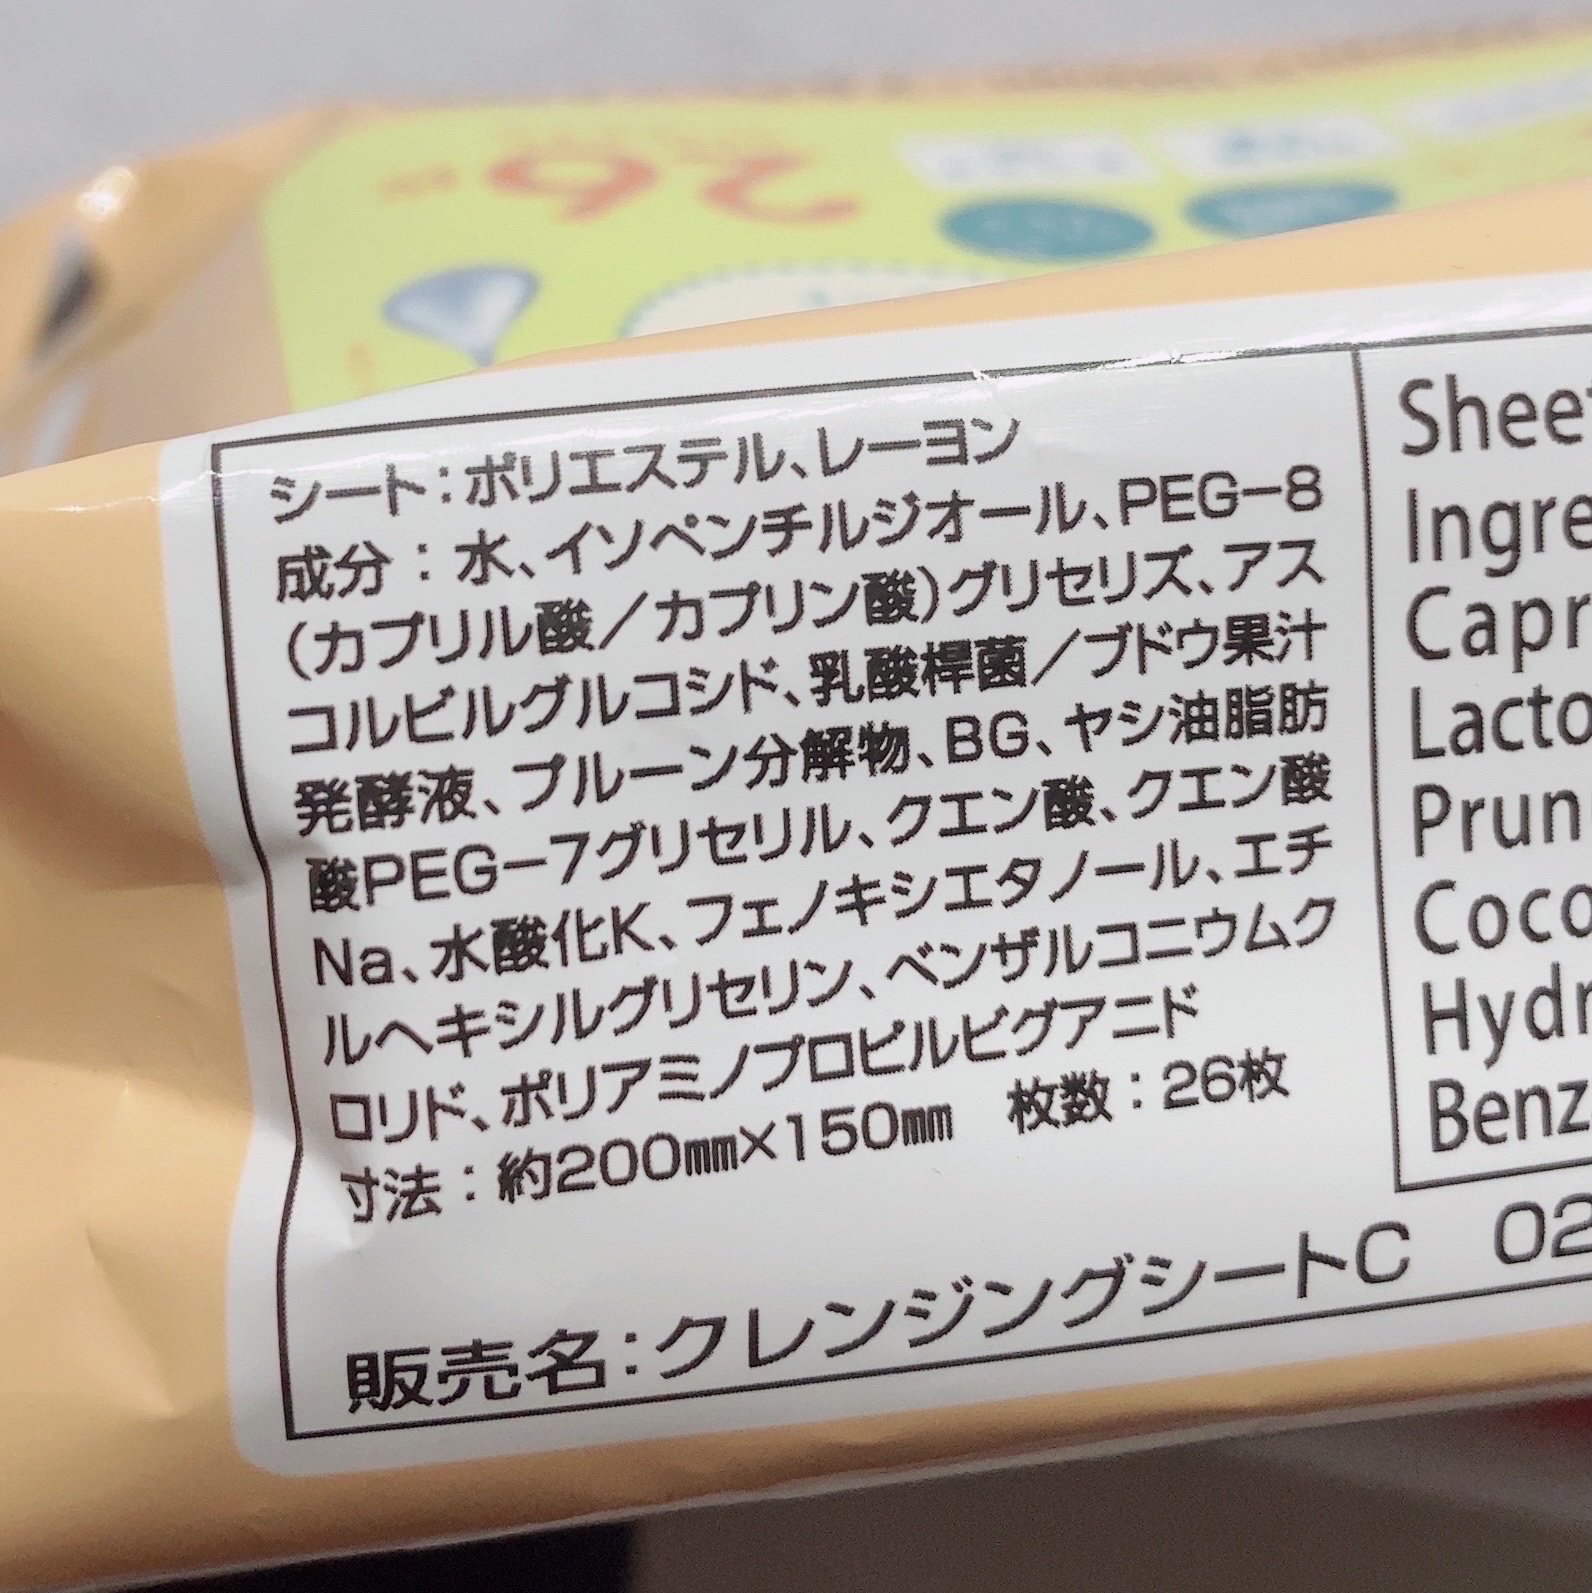 26
シート：ポリエステル、レーヨン
成分：水、イソペンチルジオール、PEG−8
（カプリル酸／カプリン酸）グリセリズ、アス
コルビルグルコシド、乳酸桿菌／ブドウ果汁
発酵液、プルーン分解物、BG、ヤシ油脂肪
酸PEG−7グリセリル、クエン酸、クエン酸
Na、水酸化K、フェノキシエタノール、エチ
ルヘキシルグリセリン、ベンザルコニウムク
ロリド、ポリアミノプロピルビグアニド
寸法：約200㎜×150㎜　枚数：26枚
販売名：クレンジングシートC　02
Sheet
Ingre
Capr
Lacto
Prun
Coco
Hydr
Benz